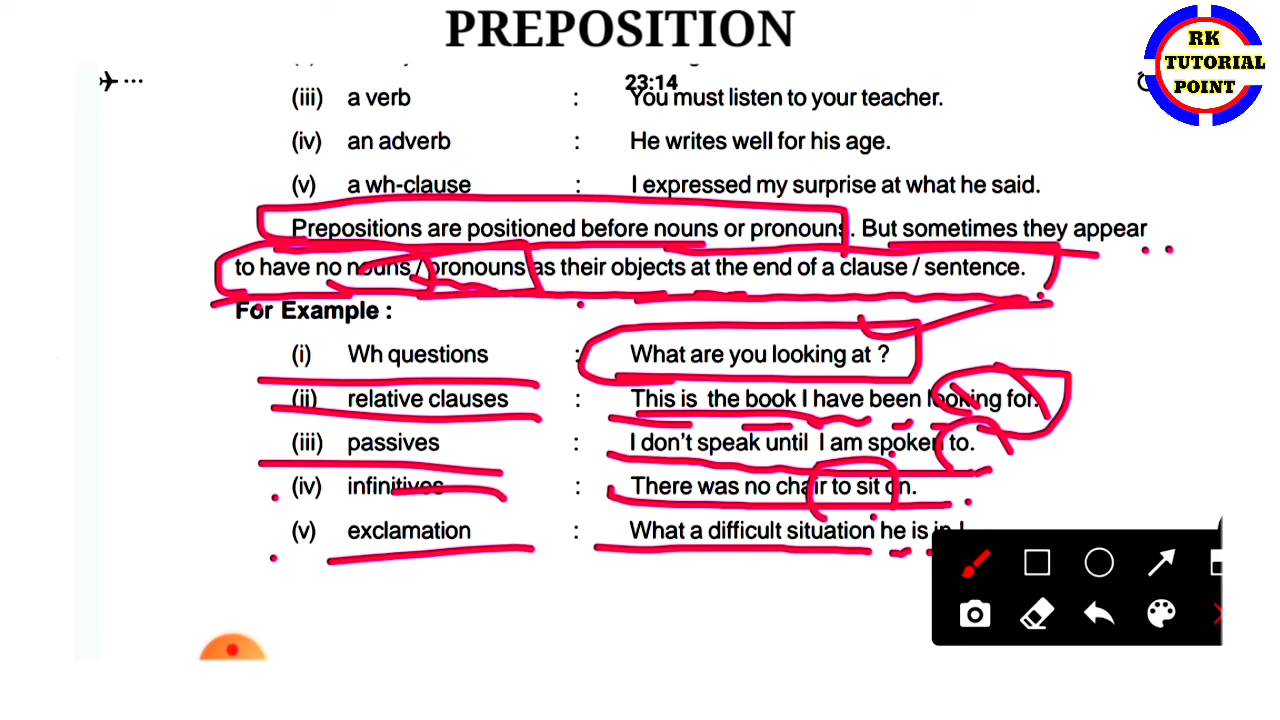 PREPOSITION
RK
TUTORIAL
POINT
23:14
(iii) a verb : You must listen to your teacher.
(iv) an adverb : He writes well for his age.
(v) a wh-clause : I expressed my surprise at what he said.
Prepositions are positioned before nouns or pronouns. But sometimes they appear
to have no nouns / pronouns as their objects at the end of a clause / sentence.
For Example :
(i) Wh questions : What are you looking at ?
(ii) relative clauses : This is the book I have been looking for.
(iii) passives : I don't speak until I am spoken to.
(iv) infinitives : There was no chair to sit on.
(v) exclamation : What a difficult situation he is in !